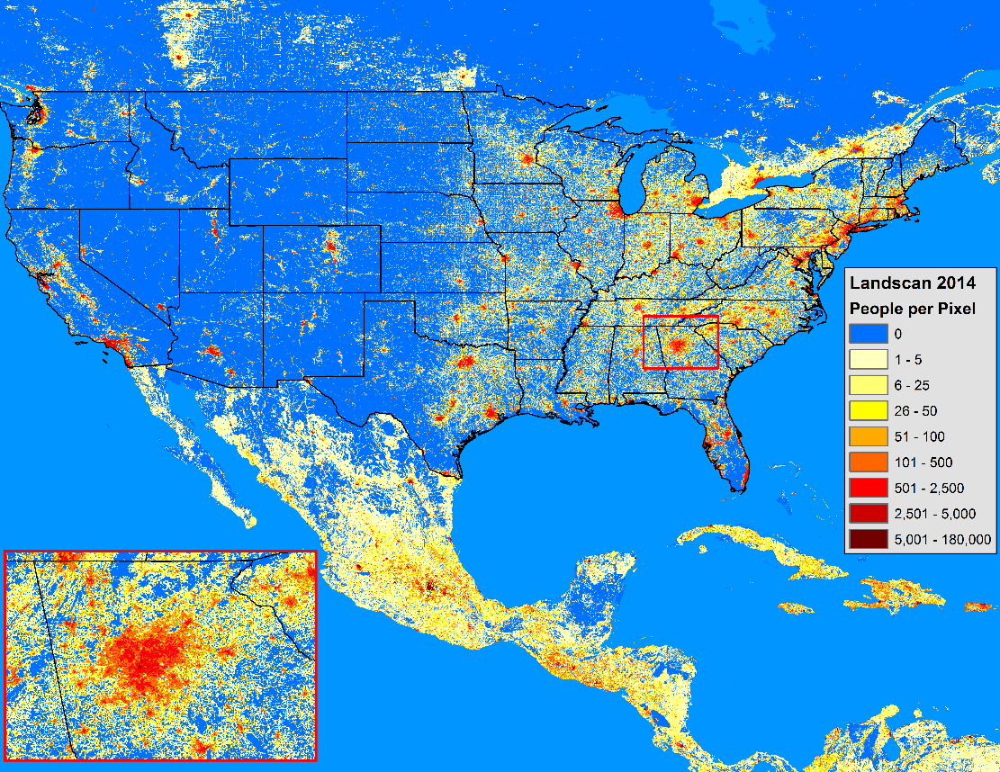 Landscan 2014
People per Pixel
0
1 - 5
6 - 25
26 - 50
51 - 100
101 - 500
501 - 2,500
2,501 - 5,000
5,001 - 180,000